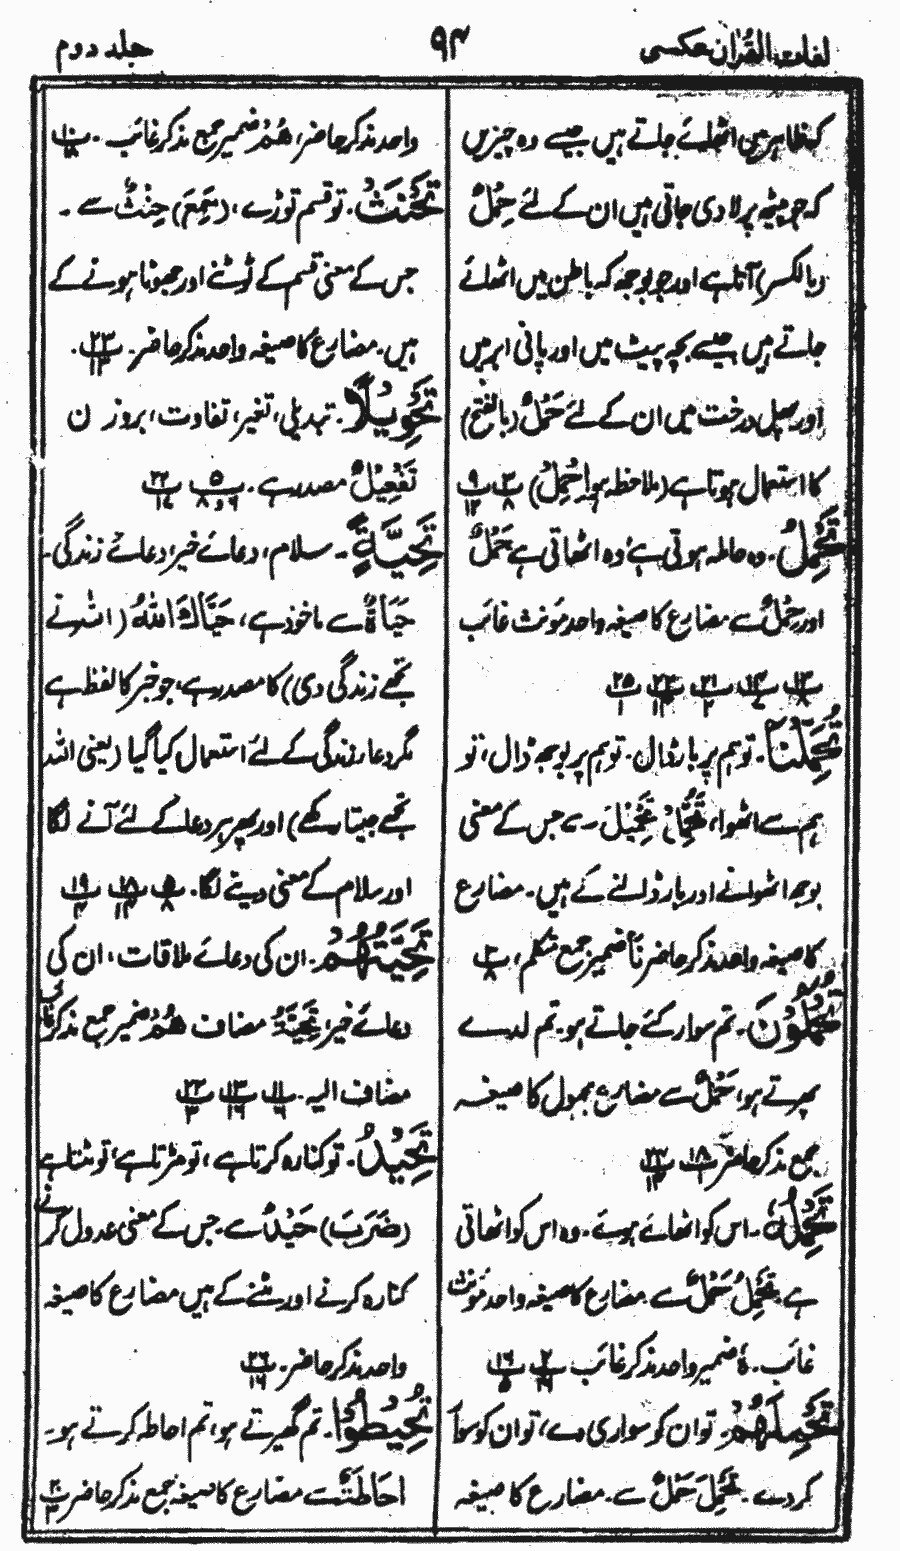 لغات القرآن عکسی
۹۴
جلد دوم
کہ ظاہر میں اٹھائے جاتے ہیں جیسے وہ چیزیں
کہ جو پیٹھ پر لادی جاتی ہیں ان کے لئے حِمْلٌ
(بالکسر) آتا ہے اور جو بوجھ کہ باطن میں اٹھائے
جاتے ہیں جیسے بچہ پیٹ میں اور پانی ابر میں
اور پھل درخت میں ان کے لئے حَمْلٌ (بالفتح)
کا استعمال ہوتا ہے (ملاحظہ ہو اِحْمِلْ)
تَحْمِلُ۔ وہ حاملہ ہوتی ہے؛ وہ اٹھاتی ہے حَمْلٌ
اور حِمْلٌ سے مضارع کا صیغہ واحد مؤنث غائب
تُحَمِّلْنَا۔ تو ہم پر بار ڈال۔ تو ہم پر بوجھ ڈال، تو
ہم سے اٹھوا، تَحْمِيْلٌ سے جس کے معنی
بوجھ اٹھوانے اور بار ڈالنے کے ہیں۔ مضارع
کا صیغہ واحد مذکر حاضر نَا ضمیر جمع متکلم،
تُحْمَلُوْنَ۔ تم سوار کئے جاتے ہو۔ تم لدے
پھرتے ہو، حَمْلٌ سے مضارع مجہول کا صیغہ
جمع مذکر حاضر
تَحْمِلُهٗ۔ اس کو اٹھائے ہوئے۔ وہ اس کو اٹھاتی
ہے۔ تَحْمِلُ حَمْلٌ سے مضارع کا صیغہ واحد مؤنث
غائب۔ ہٗ ضمیر واحد مذکر غائب
تَحْمِلَهُمْ۔ تو ان کو سواری دے، تو ان کو سوار
کر دے۔ تَحْمِلَ حَمْلٌ سے۔ مضارع کا صیغہ
واحد مذکر حاضر، هُمْ ضمیر جمع مذکر غائب۔
تَحْنَثْ۔ تو قسم توڑے، (سَمِعَ) حِنْثٌ سے۔
جس کے معنی قسم کے ٹوٹنے اور جھوٹا ہونے کے
ہیں۔ مضارع کا صیغہ واحد مذکر حاضر۔
تَحْوِيْلًا۔ تبدیلی، تغیر، تفاوت، بروزن
تَفْعِيْلٌ مصدر ہے۔
تَحِيَّةً۔ سلام، دعائے خیر، دعائے زندگی۔
حَيَاةٌ سے ماخوذ ہے، حَيَّاكَ اللّٰهُ (اللہ نے
تجھے زندگی دی) کا مصدر ہے، جو خبر کا لفظ ہے
مگر دعا، زندگی کے لئے استعمال کیا گیا (یعنی اللہ
تجھے جیتا رکھے) اور پھر ہر دعا کے لئے آنے لگا
اور سلام کے معنی دینے لگا۔
تَحِيَّتُهُمْ۔ ان کی دعائے ملاقات، ان کی
دعائے خیر، تَحِيَّةٌ مضاف هُمْ ضمیر جمع مذکر غائب
مضاف الیہ۔
تَحِيْدُ۔ تو کنارہ کرتا ہے، تو مڑتا ہے، تو ہٹتا ہے
(ضَرَبَ) حَيْدٌ سے۔ جس کے معنی عدول کرنے
کنارہ کرنے اور ہٹنے کے ہیں مضارع کا صیغہ
واحد مذکر حاضر۔
تُحِيْطُوْا۔ تم گھیرتے ہو، تم احاطہ کرتے ہو۔
اِحَاطَةٌ سے مضارع کا صیغہ جمع مذکر حاضر